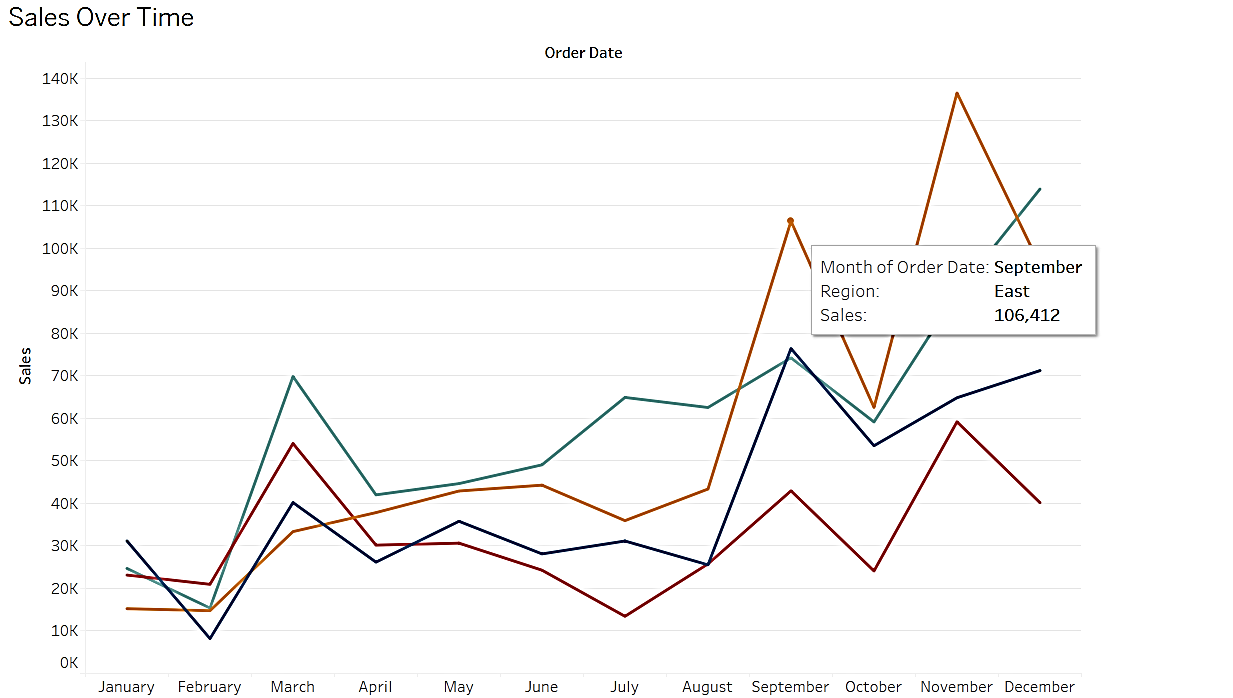 Sales Over Time
Order Date
140K
130K
120K
110K
100K
90K
80K
70K
60K
50K
40K
30K
20K
10K
0K
Sales
Month of Order Date: September
Region: East
Sales: 106,412
January February March April May June July August September October November December